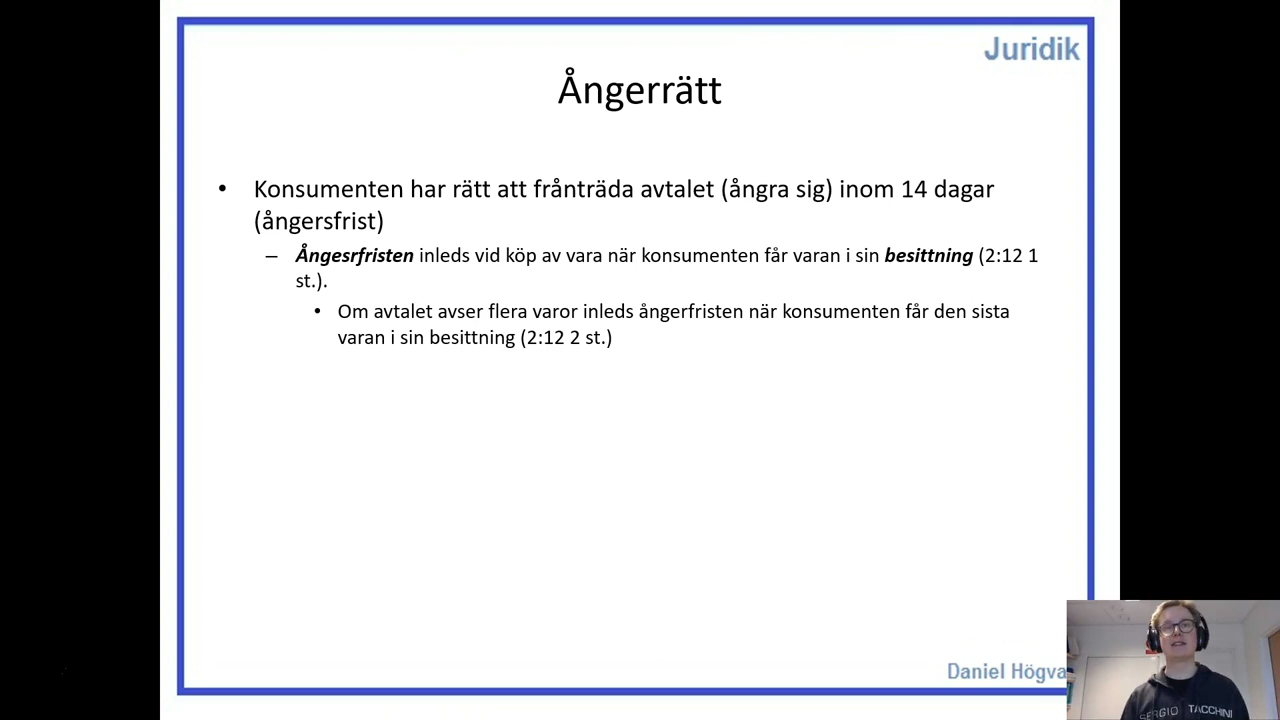 Juridik
Ångerrätt
• Konsumenten har rätt att frånträda avtalet (ångra sig) inom 14 dagar
(ångersfrist)
– Ångesrfristen inleds vid köp av vara när konsumenten får varan i sin besittning (2:12 1
st.).
• Om avtalet avser flera varor inleds ångerfristen när konsumenten får den sista
varan i sin besittning (2:12 2 st.)
Daniel Högva
SERGIO TACCHINI